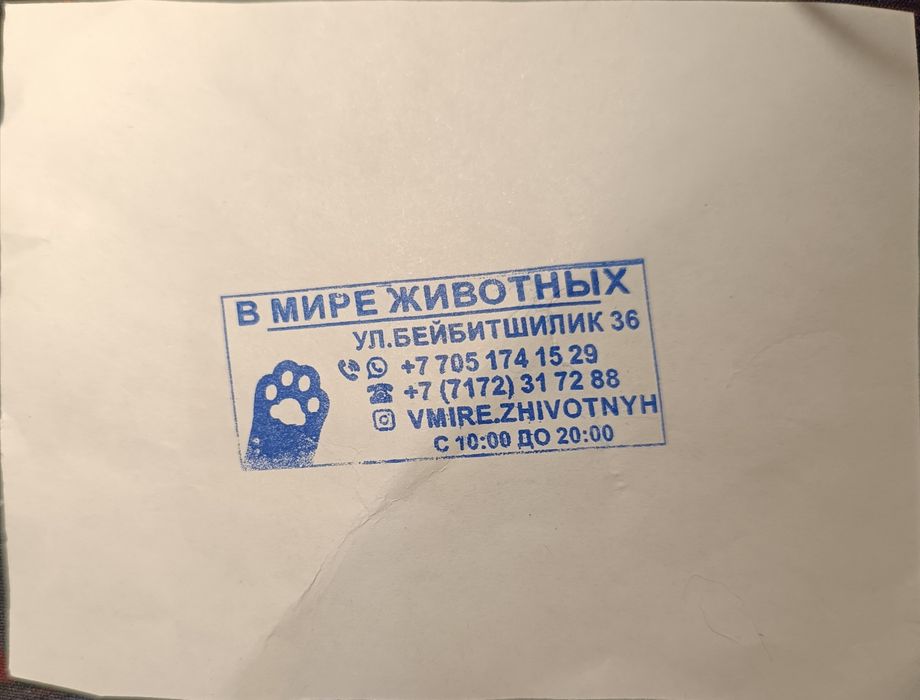 В МИРЕ ЖИВОТНЫХ
УЛ.БЕЙБИТШИЛИК 36
+7 705 174 15 29
+7 (7172) 31 72 88
VMIRE.ZHIVOTNYH
С 10:00 ДО 20:00